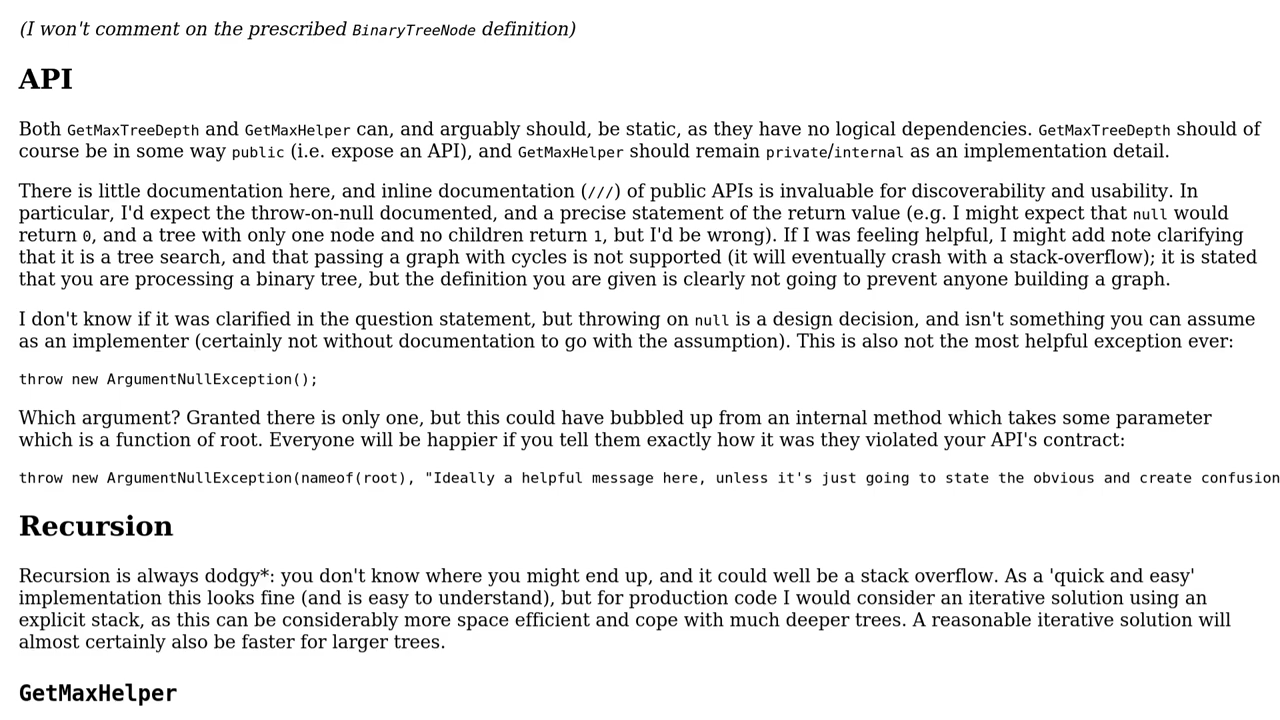 (I won't comment on the prescribed BinaryTreeNode definition)
API
Both GetMaxTreeDepth and GetMaxHelper can, and arguably should, be static, as they have no logical dependencies. GetMaxTreeDepth should of
course be in some way public (i.e. expose an API), and GetMaxHelper should remain private/internal as an implementation detail.
There is little documentation here, and inline documentation (///) of public APIs is invaluable for discoverability and usability. In
particular, I'd expect the throw-on-null documented, and a precise statement of the return value (e.g. I might expect that null would
return 0, and a tree with only one node and no children return 1, but I'd be wrong). If I was feeling helpful, I might add note clarifying
that it is a tree search, and that passing a graph with cycles is not supported (it will eventually crash with a stack-overflow); it is stated
that you are processing a binary tree, but the definition you are given is clearly not going to prevent anyone building a graph.
I don't know if it was clarified in the question statement, but throwing on null is a design decision, and isn't something you can assume
as an implementer (certainly not without documentation to go with the assumption). This is also not the most helpful exception ever:
throw new ArgumentNullException();
Which argument? Granted there is only one, but this could have bubbled up from an internal method which takes some parameter
which is a function of root. Everyone will be happier if you tell them exactly how it was they violated your API's contract:
throw new ArgumentNullException(nameof(root), "Ideally a helpful message here, unless it's just going to state the obvious and create confusion
Recursion
Recursion is always dodgy*: you don't know where you might end up, and it could well be a stack overflow. As a 'quick and easy'
implementation this looks fine (and is easy to understand), but for production code I would consider an iterative solution using an
explicit stack, as this can be considerably more space efficient and cope with much deeper trees. A reasonable iterative solution will
almost certainly also be faster for larger trees.
GetMaxHelper